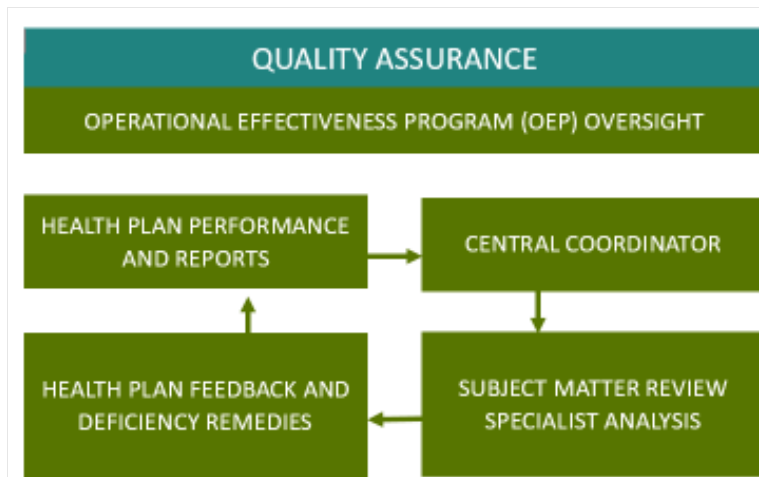 QUALITY ASSURANCE
OPERATIONAL EFFECTIVENESS PROGRAM (OEP) OVERSIGHT
HEALTH PLAN PERFORMANCE
AND REPORTS
CENTRAL COORDINATOR
HEALTH PLAN FEEDBACK AND
DEFICIENCY REMEDIES
SUBJECT MATTER REVIEW
SPECIALIST ANALYSIS